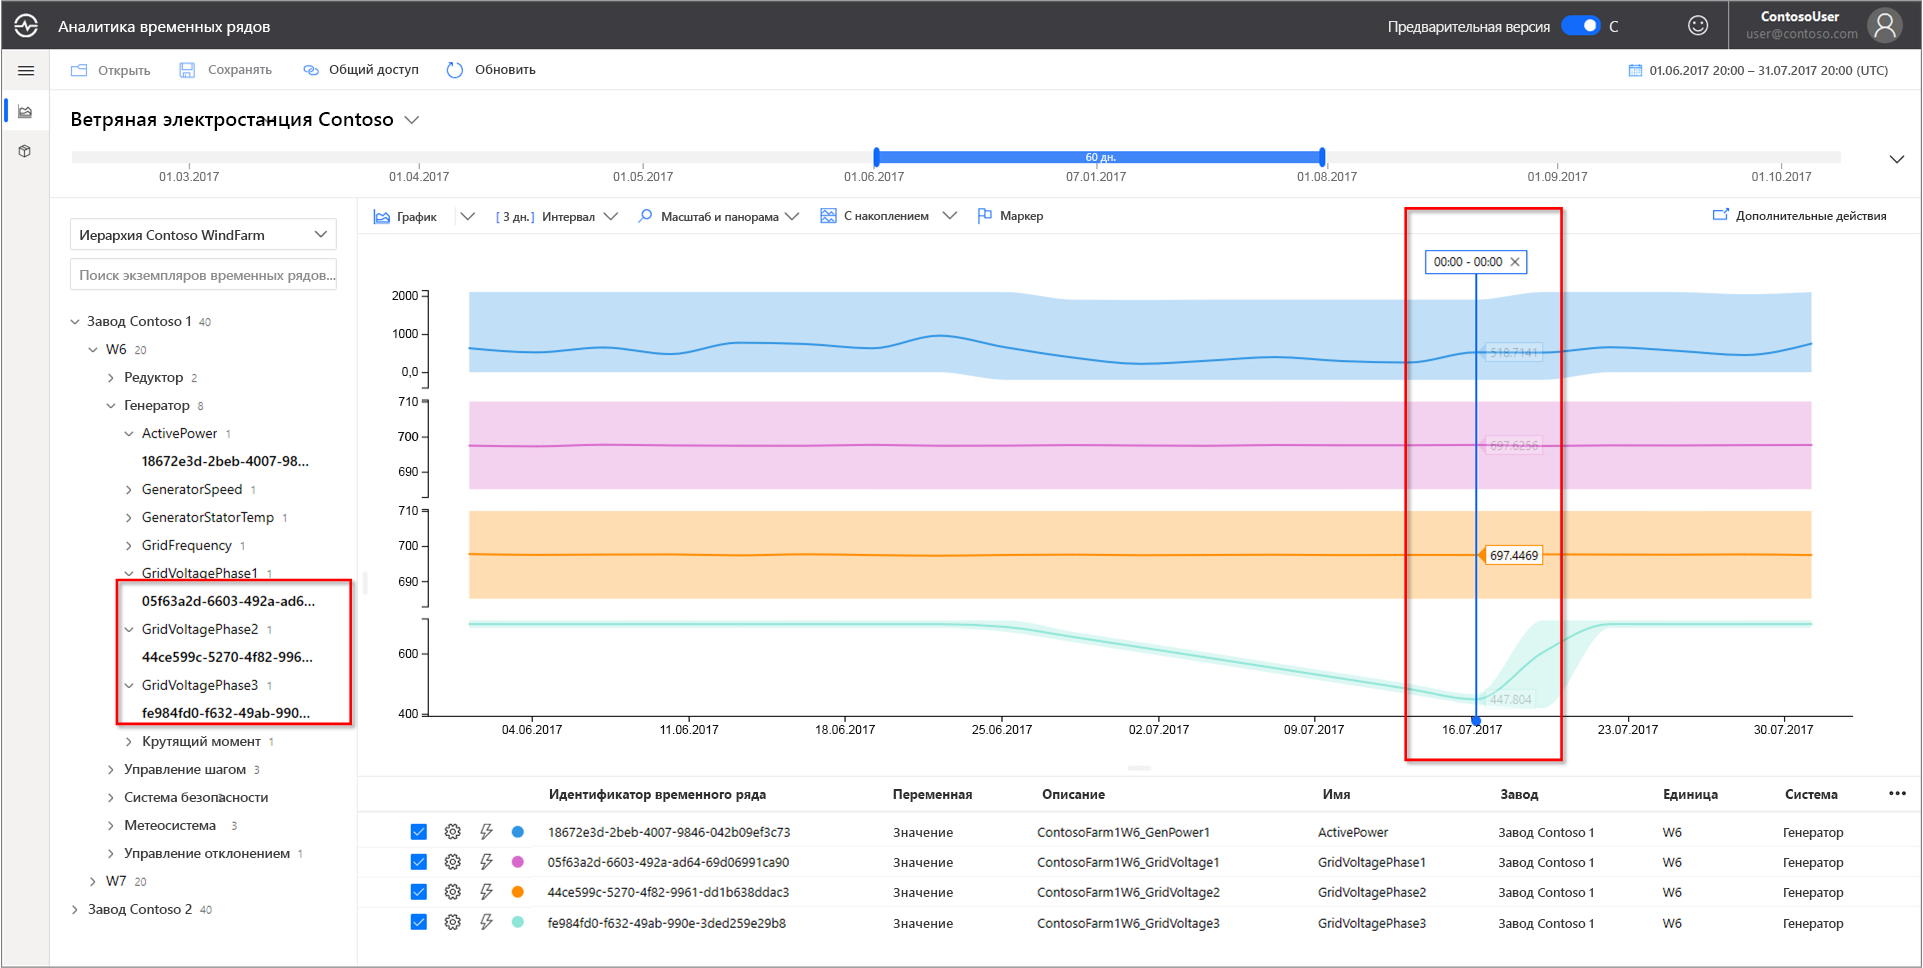 Аналитика временных рядов
Предварительная версия С
ContosoUser
user@contoso.com
Открыть Сохранять Общий доступ Обновить
01.06.2017 20:00 – 31.07.2017 20:00 (UTC)
Ветряная электростанция Contoso
60 дн.
01.03.2017 01.04.2017 01.05.2017 01.06.2017 07.01.2017 01.08.2017 01.09.2017 01.10.2017
Иерархия Contoso WindFarm
Поиск экземпляров временных рядов...
Завод Contoso 1 40
W6 20
Редуктор 2
Генератор 8
ActivePower 1
18672e3d-2beb-4007-98...
GeneratorSpeed 1
GeneratorStatorTemp 1
GridFrequency 1
GridVoltagePhase1 1
05f63a2d-6603-492a-ad6...
GridVoltagePhase2 1
44ce599c-5270-4f82-996...
GridVoltagePhase3 1
fe984fd0-f632-49ab-990...
Крутящий момент 1
Управление шагом 3
Система безопасности
Метеосистема 3
Управление отклонением 1
W7 20
Завод Contoso 2 40
График [ 3 дн.] Интервал Масштаб и панорама С накоплением Маркер Дополнительные действия
00:00 - 00:00
2000
1000
0,0
518.7141
710
700
690
697.6256
710
700
690
697.4469
600
400
447.804
04.06.2017 11.06.2017 18.06.2017 25.06.2017 02.07.2017 09.07.2017 16.07.2017 23.07.2017 30.07.2017
Идентификатор временного ряда Переменная Описание Имя Завод Единица Система
18672e3d-2beb-4007-9846-042b09ef3c73 Значение ContosoFarm1W6_GenPower1 ActivePower Завод Contoso 1 W6 Генератор
05f63a2d-6603-492a-ad64-69d06991ca90 Значение ContosoFarm1W6_GridVoltage1 GridVoltagePhase1 Завод Contoso 1 W6 Генератор
44ce599c-5270-4f82-9961-dd1b638ddac3 Значение ContosoFarm1W6_GridVoltage2 GridVoltagePhase2 Завод Contoso 1 W6 Генератор
fe984fd0-f632-49ab-990e-3ded259e29b8 Значение ContosoFarm1W6_GridVoltage3 GridVoltagePhase3 Завод Contoso 1 W6 Генератор